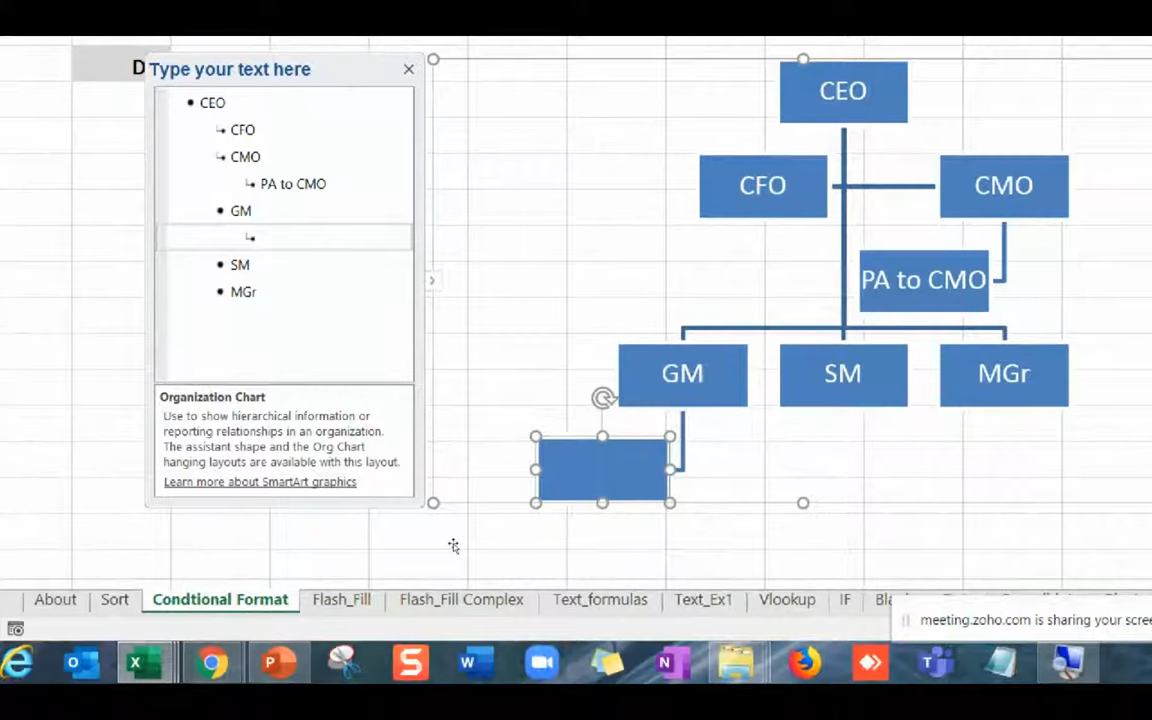 D
Type your text here
CEO
CFO
CMO
PA to CMO
GM
SM
MGr
Organization Chart
Use to show hierarchical information or
reporting relationships in an organization.
The assistant shape and the Org Chart
hanging layouts are available with this layout.
Learn more about SmartArt graphics
CEO
CFO CMO
PA to CMO
GM SM MGr
About Sort Condtional Format Flash_Fill Flash_Fill Complex Text_formulas Text_Ex1 Vlookup IF
meeting.zoho.com is sharing your scree